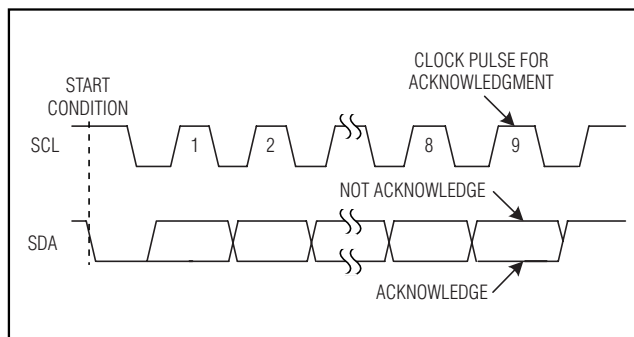 CLOCK PULSE FOR
ACKNOWLEDGMENT
START
CONDITION
SCL
1
2
8
9
NOT ACKNOWLEDGE
SDA
ACKNOWLEDGE